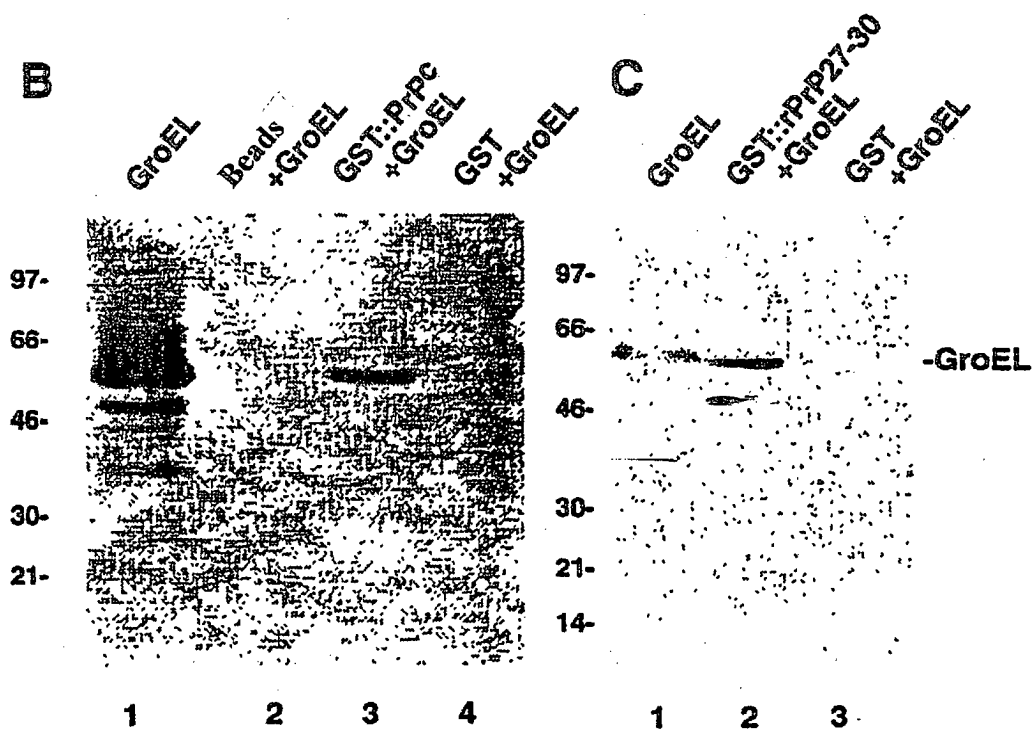 B
GroEL
Beads
+GroEL
GST::PrPc
+GroEL
GST
+GroEL
97-
66-
46-
30-
21-
1 2 3 4
C
GroEL
GST::rPrP27-30
+GroEL
GST
+GroEL
97-
66-
46-
30-
21-
14-
-GroEL
1 2 3